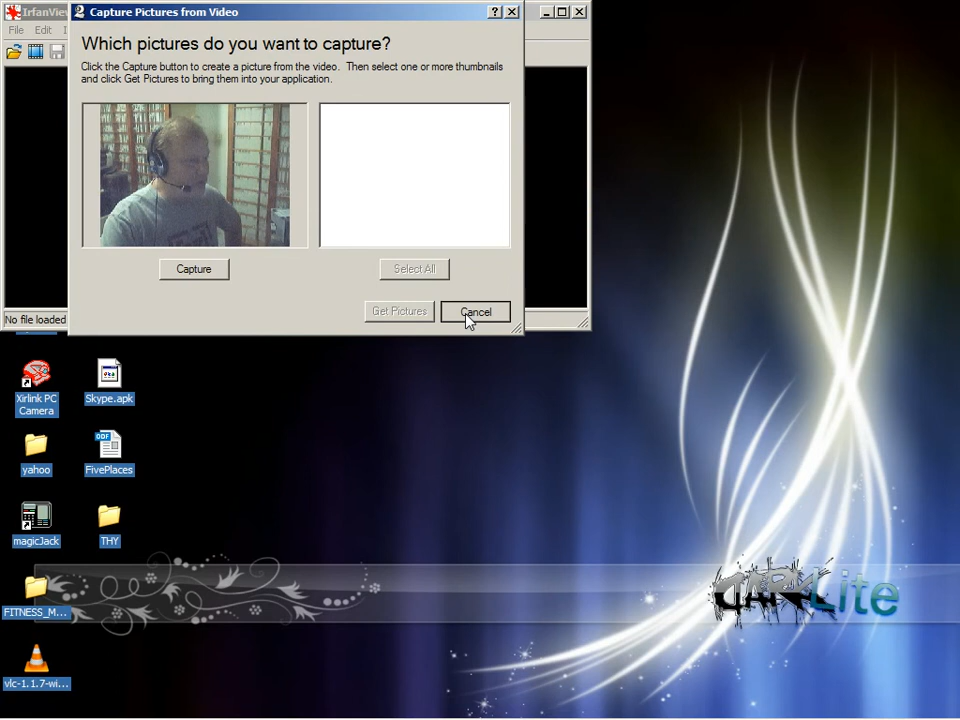 IrfanView
Capture Pictures from Video
File Edit
Which pictures do you want to capture?
Click the Capture button to create a picture from the video. Then select one or more thumbnails
and click Get Pictures to bring them into your application.
Capture
Select All
Get Pictures
Cancel
No file loaded
Xirlink PC
Camera
Skype.apk
yahoo
FivePlaces
magicJack
THY
FITNESS_M...
vlc-1.1.7-wi...
DARKLite